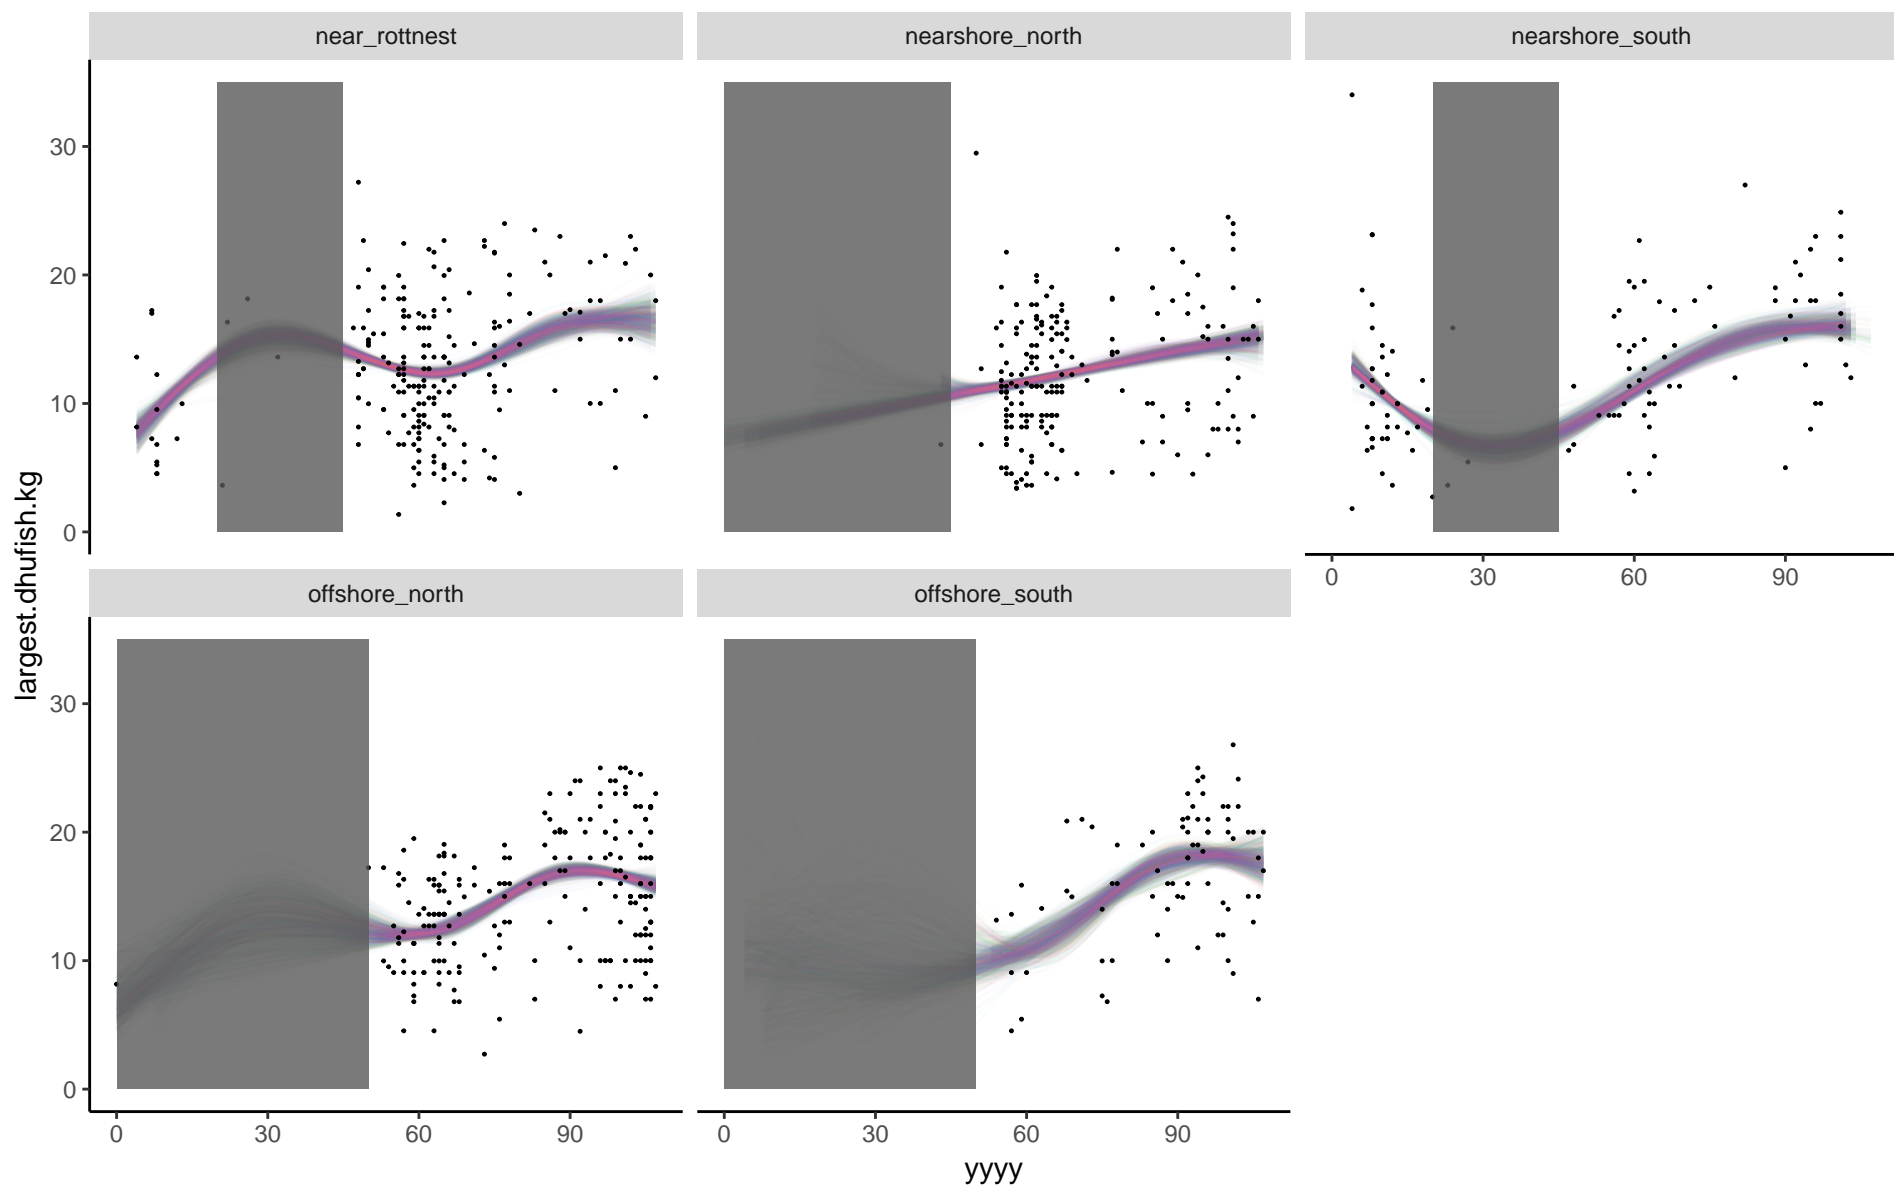 near_rottnest
nearshore_north
nearshore_south
30
20
10
0
0 30 60 90
largest.dhufish.kg
offshore_north
offshore_south
30
20
10
0
0 30 60 90
0 30 60 90
yyyy